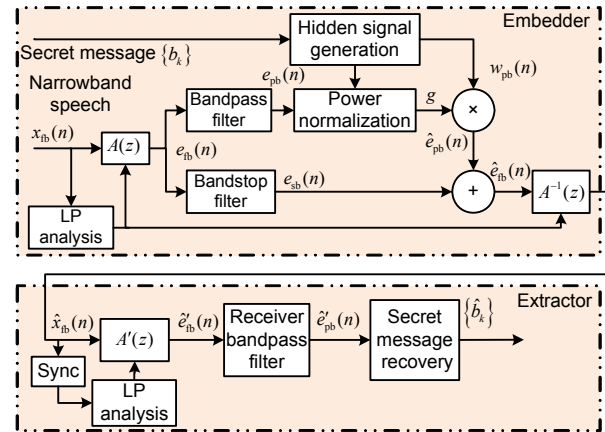 Embedder
Hidden signal
generation
Secret message {b_k}
e_pb(n)
w_pb(n)
Narrowband
speech
x_fb(n)
A(z)
Bandpass
filter
Power
normalization
g
×
e_fb(n)
ê_pb(n)
Bandstop
filter
e_sb(n)
+
ê_fb(n)
A⁻¹(z)
LP
analysis
Extractor
x̂_fb(n)
A′(z)
ê′_fb(n)
Receiver
bandpass
filter
ê′_pb(n)
Secret
message
recovery
{b̂_k}
Sync
LP
analysis